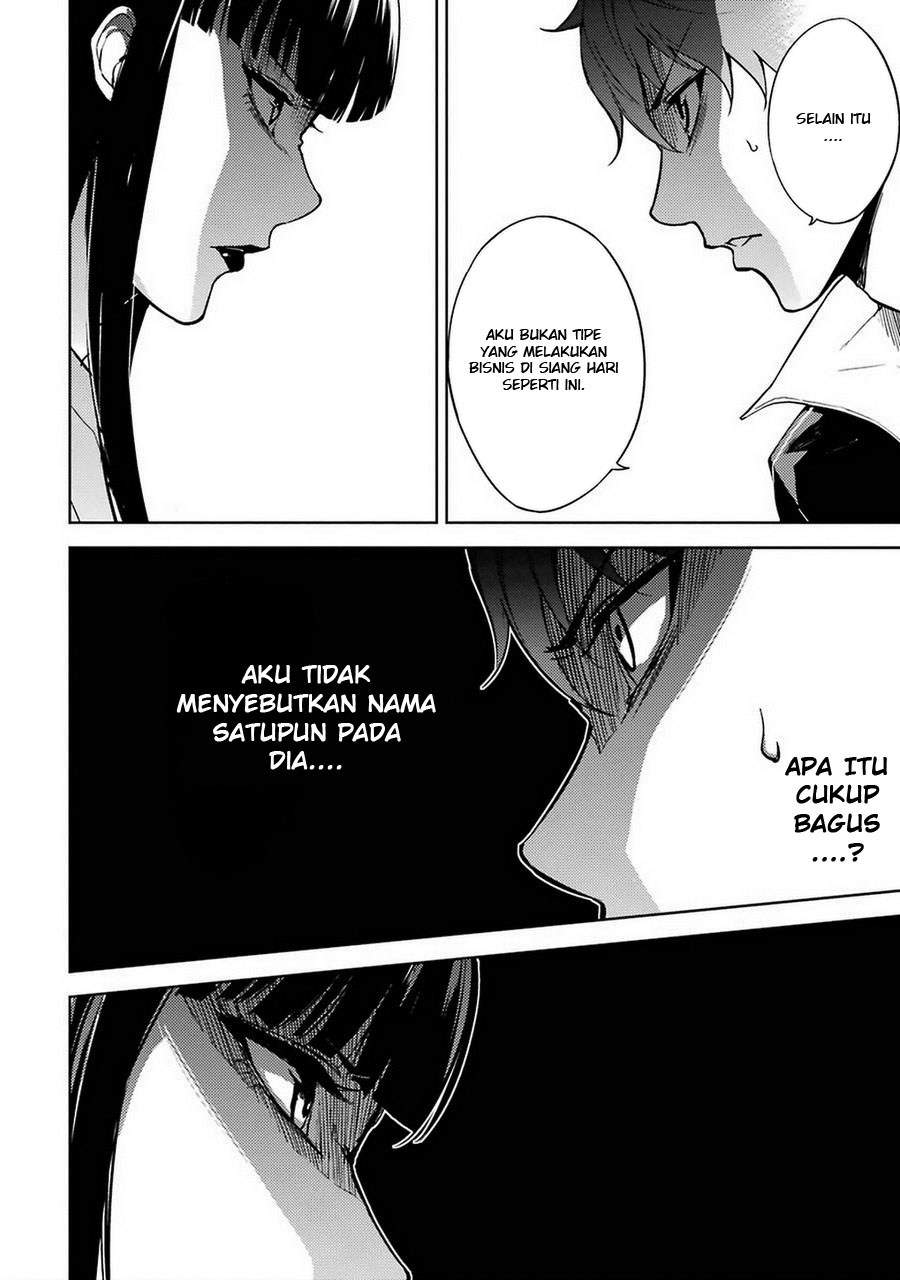 SELAIN ITU
....
AKU BUKAN TIPE
YANG MELAKUKAN
BISNIS DI SIANG HARI
SEPERTI INI.
APA ITU
CUKUP
BAGUS
....?
AKU TIDAK
MENYEBUTKAN NAMA
SATUPUN PADA
DIA....